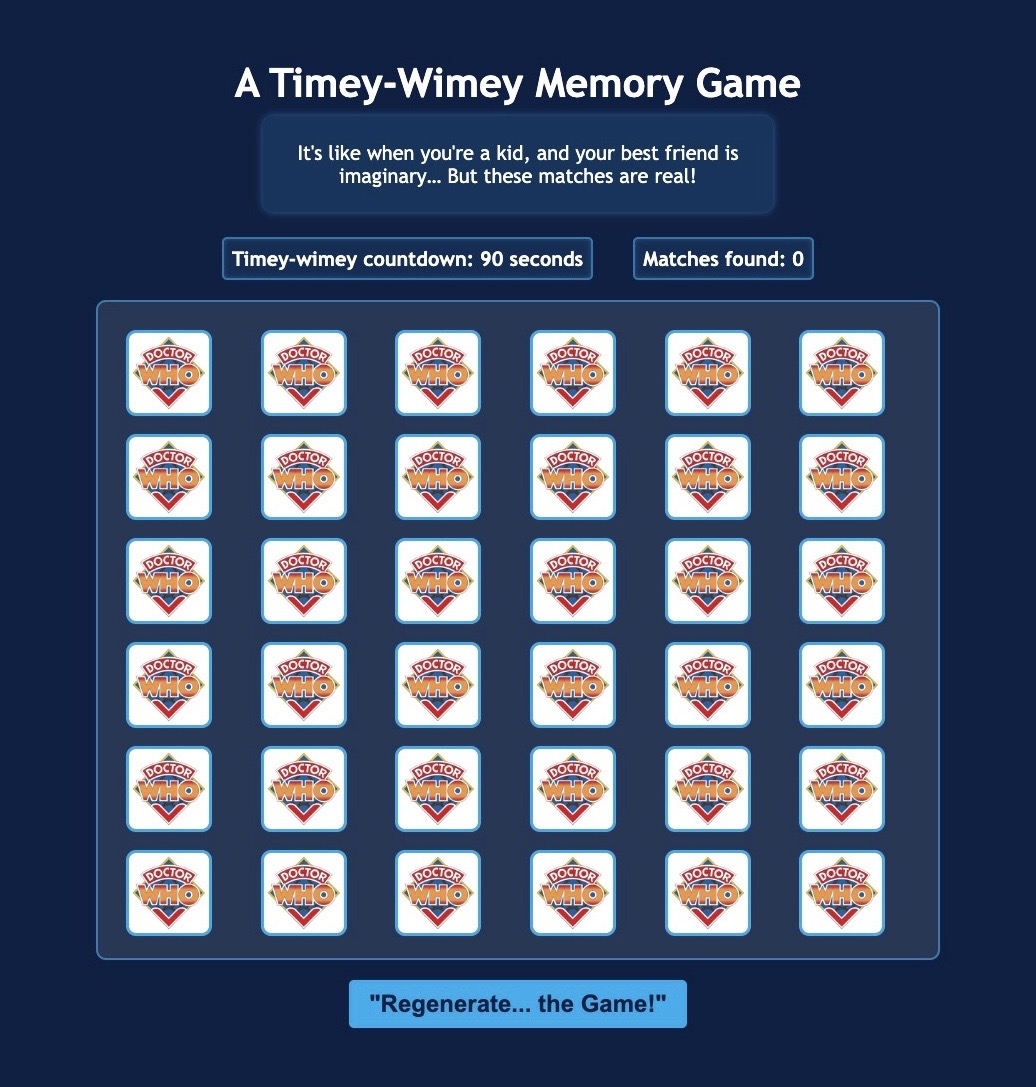 A Timey-Wimey Memory Game
It's like when you're a kid, and your best friend is
imaginary... But these matches are real!
Timey-wimey countdown: 90 seconds
Matches found: 0
DOCTOR DOCTOR DOCTOR DOCTOR DOCTOR DOCTOR
WHO WHO WHO WHO WHO WHO
DOCTOR DOCTOR DOCTOR DOCTOR DOCTOR DOCTOR
WHO WHO WHO WHO WHO WHO
DOCTOR DOCTOR DOCTOR DOCTOR DOCTOR DOCTOR
WHO WHO WHO WHO WHO WHO
DOCTOR DOCTOR DOCTOR DOCTOR DOCTOR DOCTOR
WHO WHO WHO WHO WHO WHO
DOCTOR DOCTOR DOCTOR DOCTOR DOCTOR DOCTOR
WHO WHO WHO WHO WHO WHO
DOCTOR DOCTOR DOCTOR DOCTOR DOCTOR DOCTOR
WHO WHO WHO WHO WHO WHO
"Regenerate... the Game!"